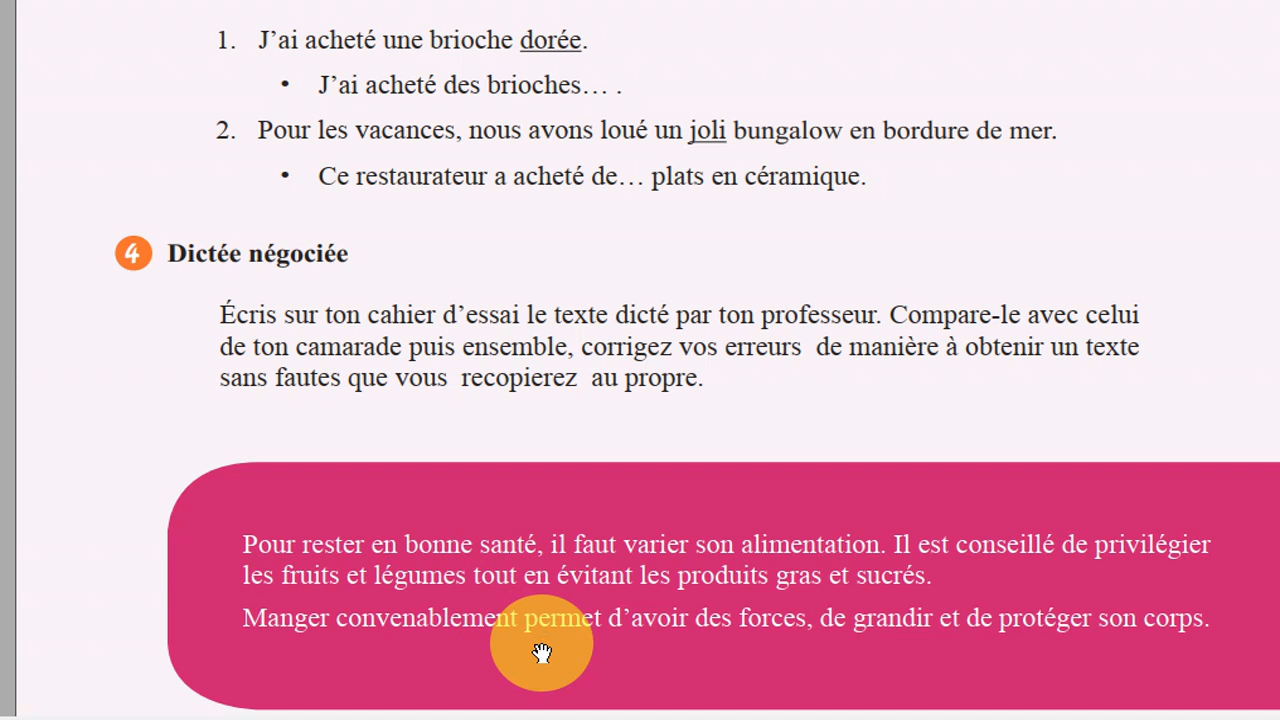 1. J’ai acheté une brioche dorée.
• J’ai acheté des brioches… .
2. Pour les vacances, nous avons loué un joli bungalow en bordure de mer.
• Ce restaurateur a acheté de… plats en céramique.
4 Dictée négociée
Écris sur ton cahier d’essai le texte dicté par ton professeur. Compare-le avec celui
de ton camarade puis ensemble, corrigez vos erreurs de manière à obtenir un texte
sans fautes que vous recopierez au propre.
Pour rester en bonne santé, il faut varier son alimentation. Il est conseillé de privilégier
les fruits et légumes tout en évitant les produits gras et sucrés.
Manger convenablement permet d’avoir des forces, de grandir et de protéger son corps.